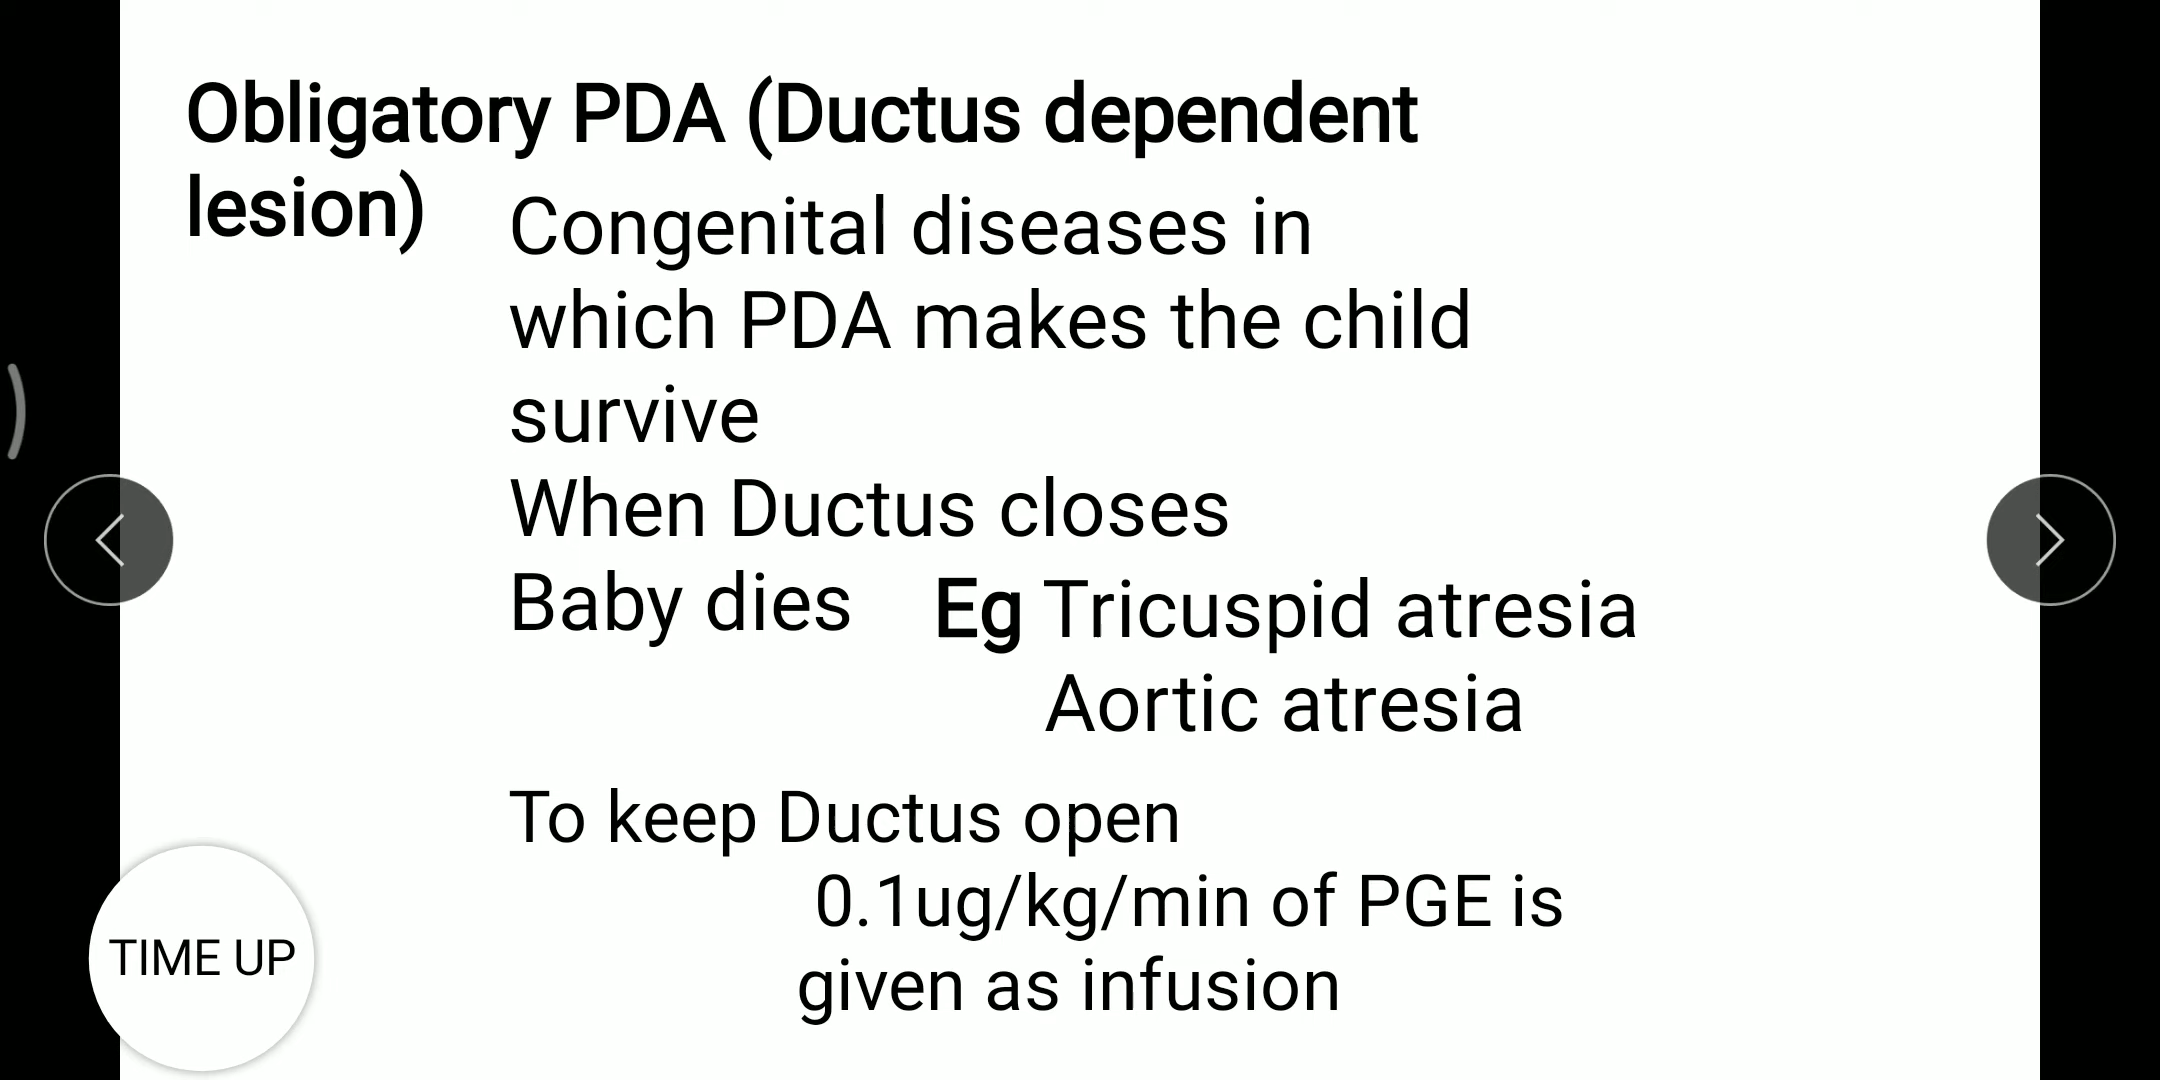 Obligatory PDA (Ductus dependent
lesion)
Congenital diseases in
which PDA makes the child
survive
When Ductus closes
Baby dies
Eg Tricuspid atresia
Aortic atresia
To keep Ductus open
0.1ug/kg/min of PGE is
given as infusion
TIME UP